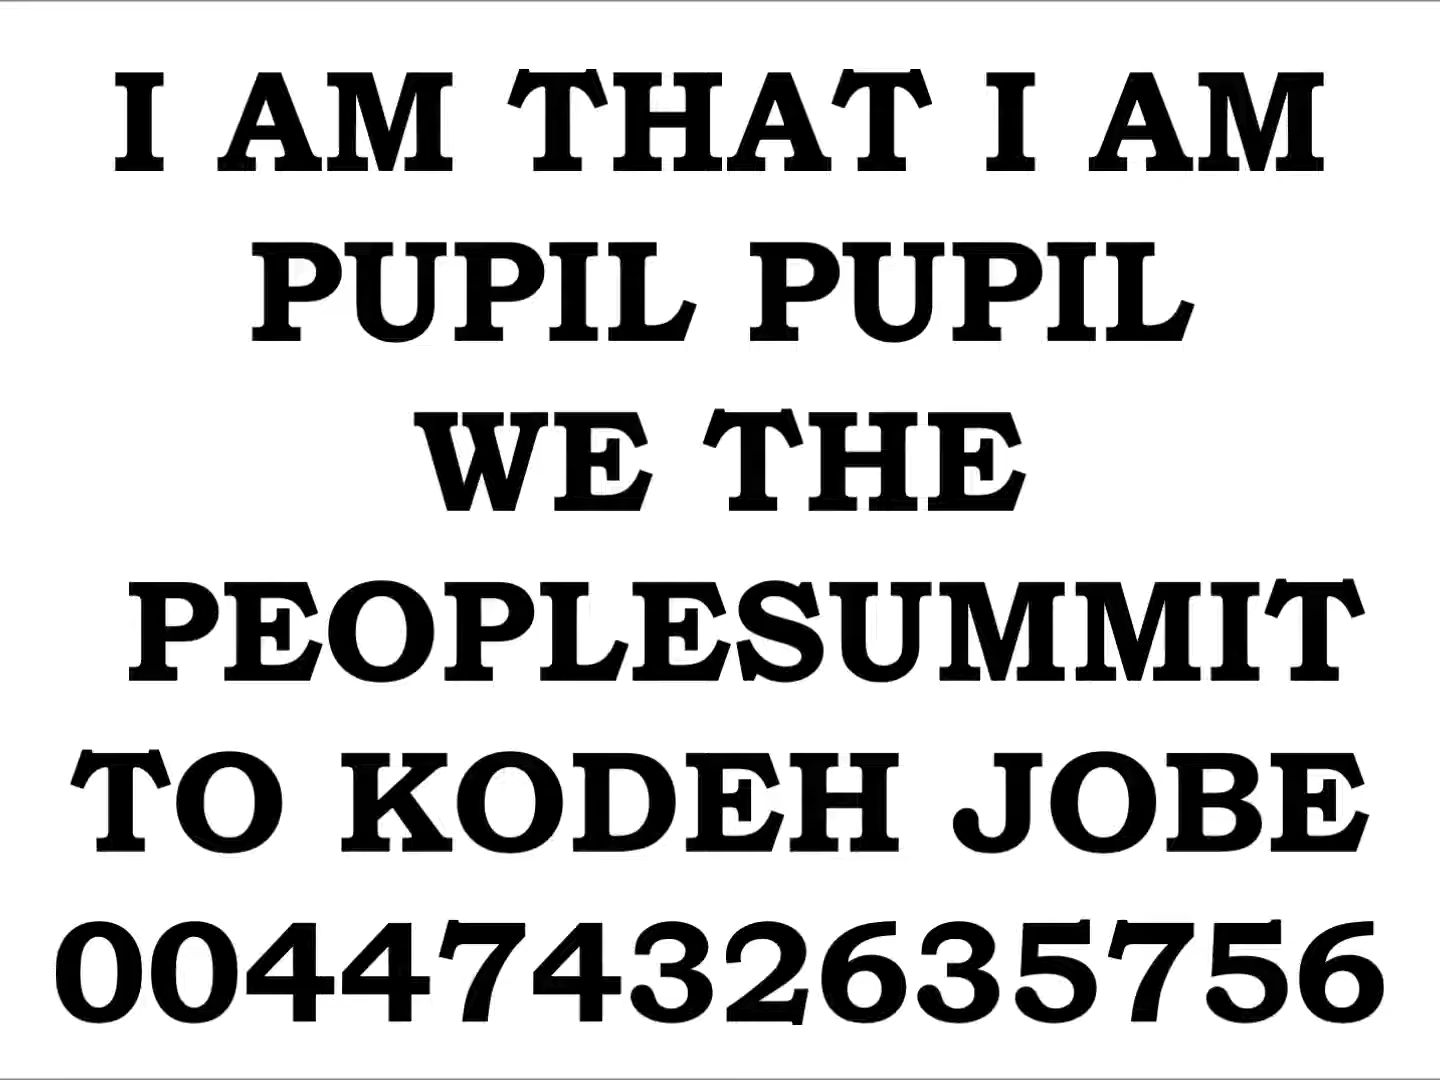 I AM THAT I AM
PUPIL PUPIL
WE THE
PEOPLESUMMIT
TO KODEH JOBE
00447432635756